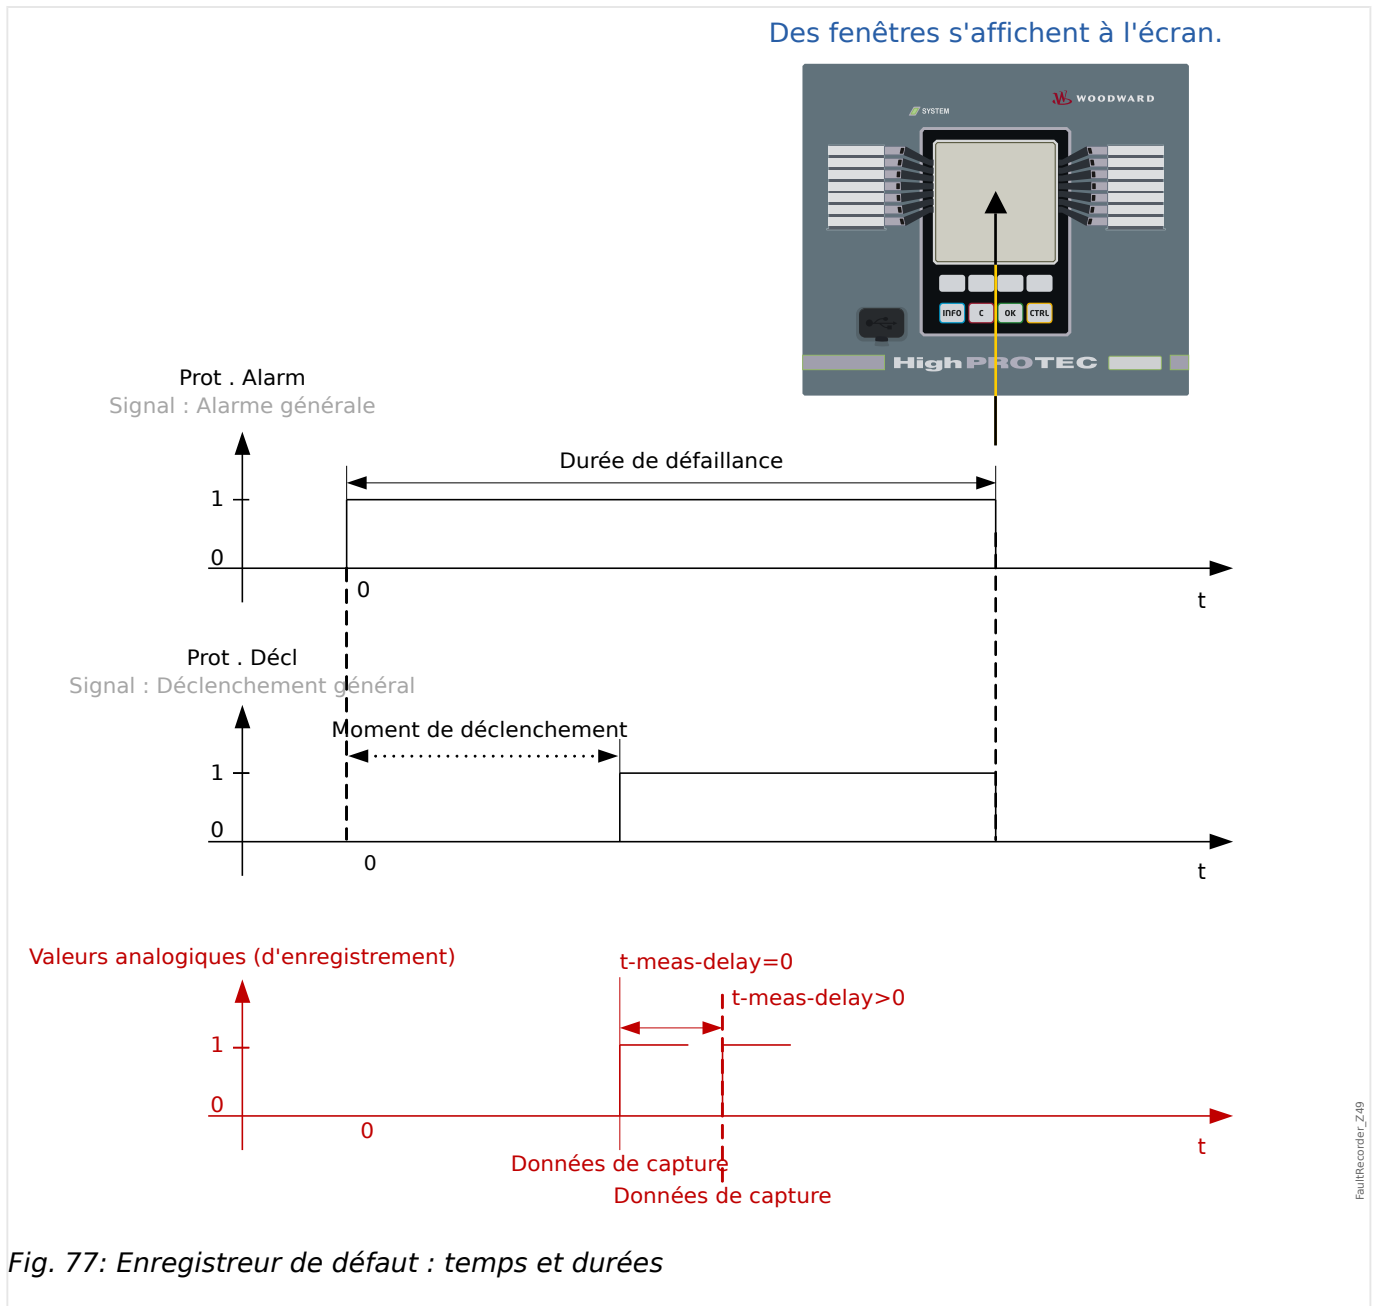 Des fenêtres s'affichent à l'écran.
WOODWARD
SYSTEM
INFO
C
OK
CTRL
HighPROTEC
Prot . Alarm
Signal : Alarme générale
Durée de défaillance
1
0
0
t
Prot . Décl
Signal : Déclenchement général
Moment de déclenchement
1
0
0
t
Valeurs analogiques (d'enregistrement)
t-meas-delay=0
t-meas-delay>0
1
0
0
t
Données de capture
Données de capture
FaultRecorder_Z49
Fig. 77: Enregistreur de défaut : temps et durées